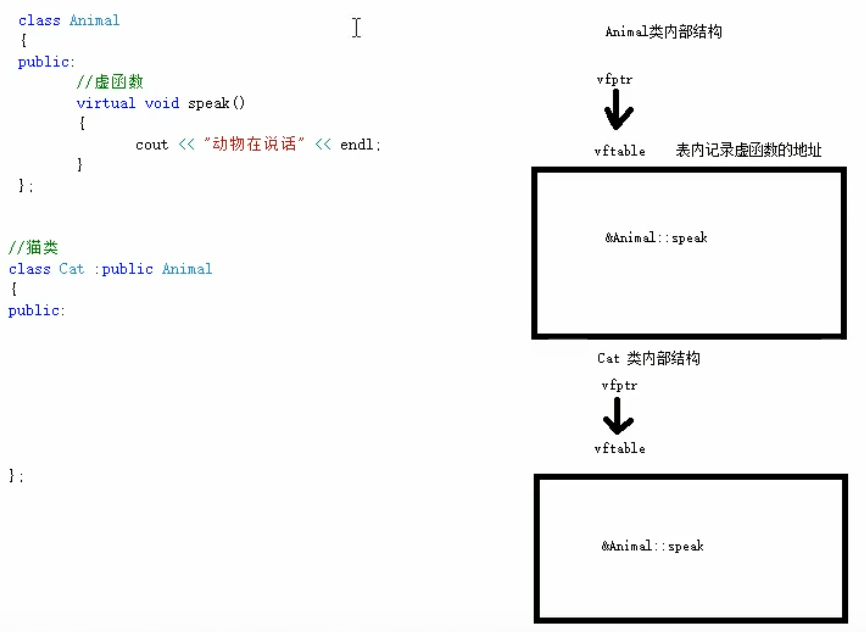 class Animal
{
public:
//虚函数
virtual void speak()
{
cout << "动物在说话" << endl;
}
};
//猫类
class Cat :public Animal
{
public:
};
Animal类内部结构
vfptr
vftable 表内记录虚函数的地址
&Animal::speak
Cat 类内部结构
vfptr
vftable
&Animal::speak